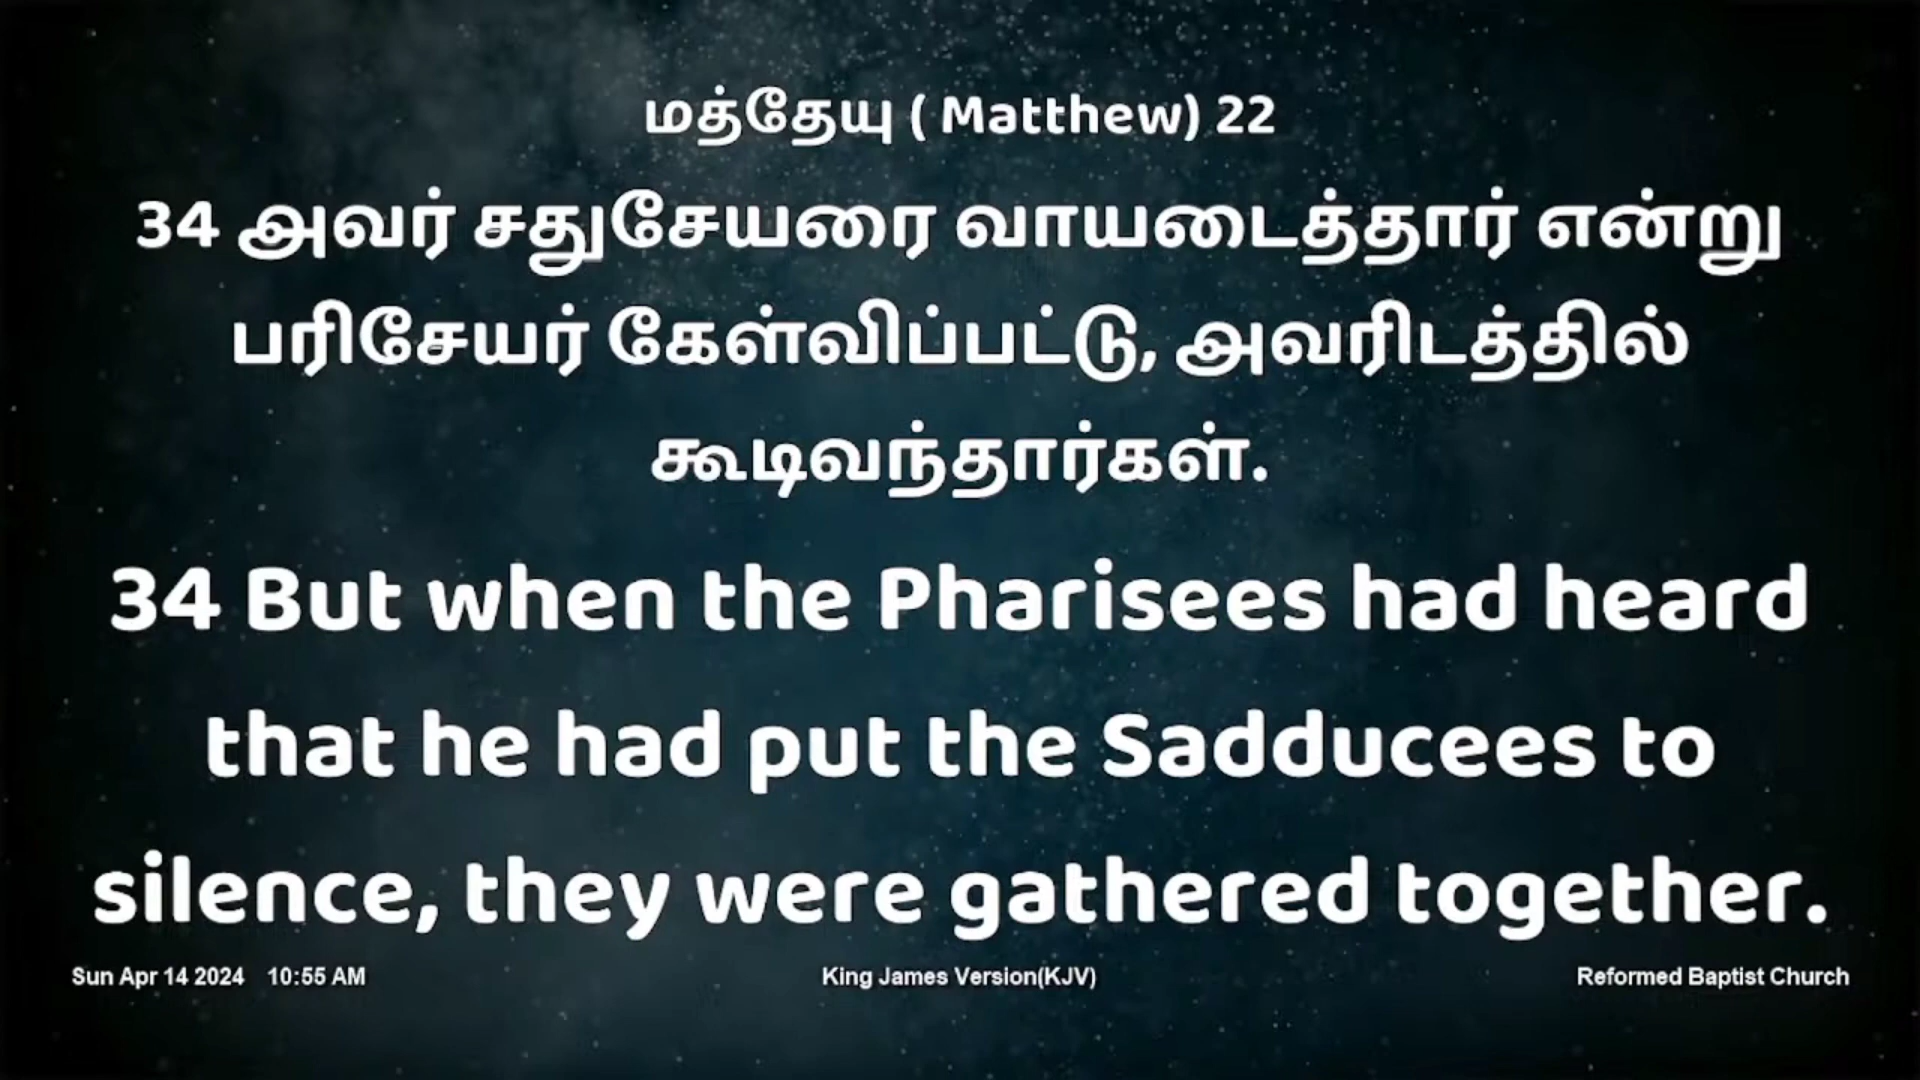 மத்தேயு ( Matthew) 22
34 அவர் சதுசேயரை வாயடைத்தார் என்று
பரிசேயர் கேள்விப்பட்டு, அவரிடத்தில்
கூடிவந்தார்கள்.
34 But when the Pharisees had heard
that he had put the Sadducees to
silence, they were gathered together.
Sun Apr 14 2024 10:55 AM King James Version(KJV) Reformed Baptist Church